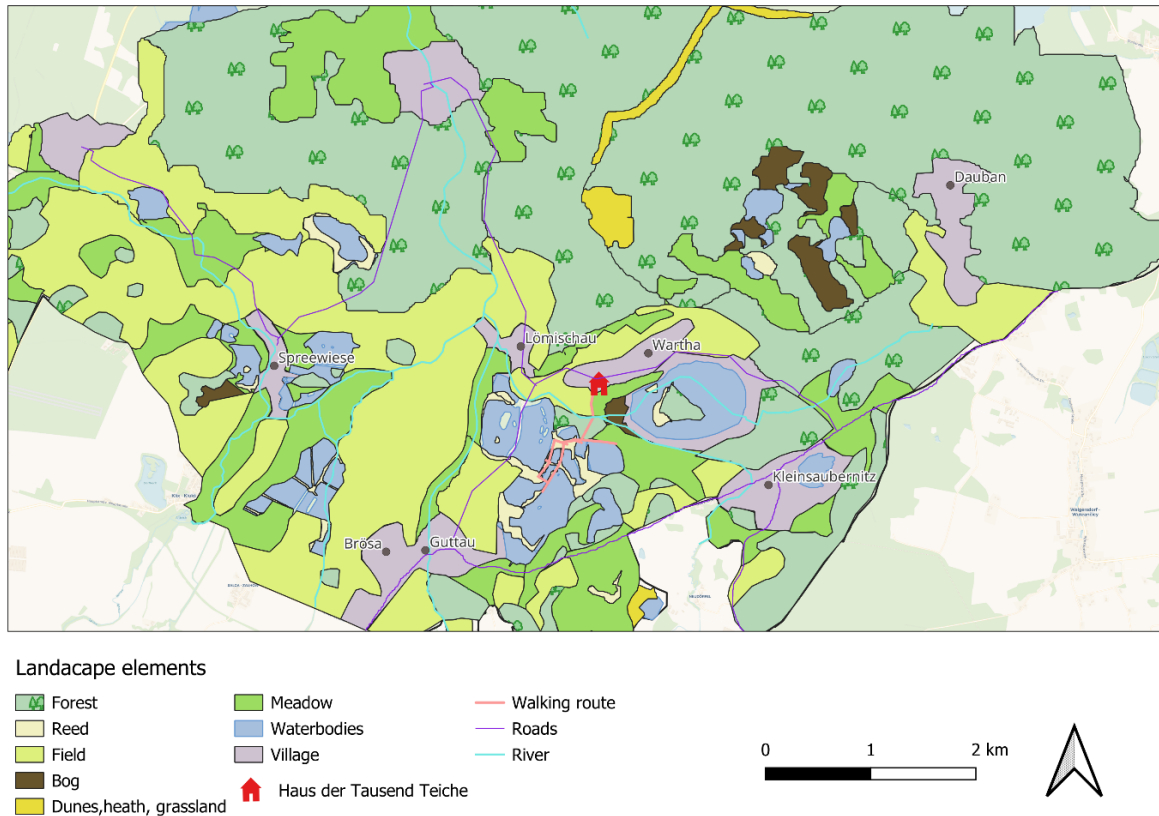 Dauban
Lömischau
Wartha
Spreewiese
Kleinsaubernitz
Brösa
Guttau
Landacape elements
Forest
Reed
Field
Bog
Dunes,heath, grassland
Meadow
Waterbodies
Village
Haus der Tausend Teiche
Walking route
Roads
River
0 1 2 km